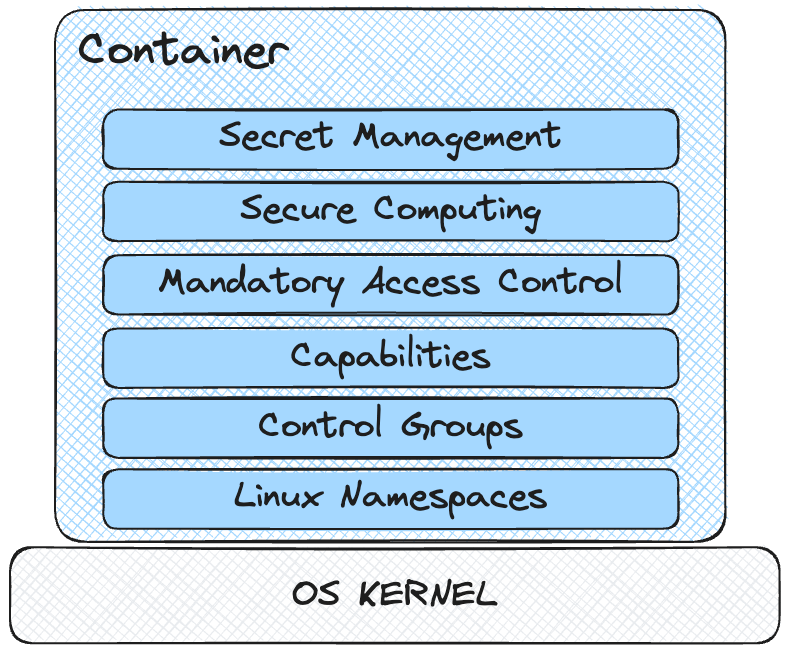 Container
Secret Management
Secure Computing
Mandatory Access Control
Capabilities
Control Groups
Linux Namespaces
OS KERNEL